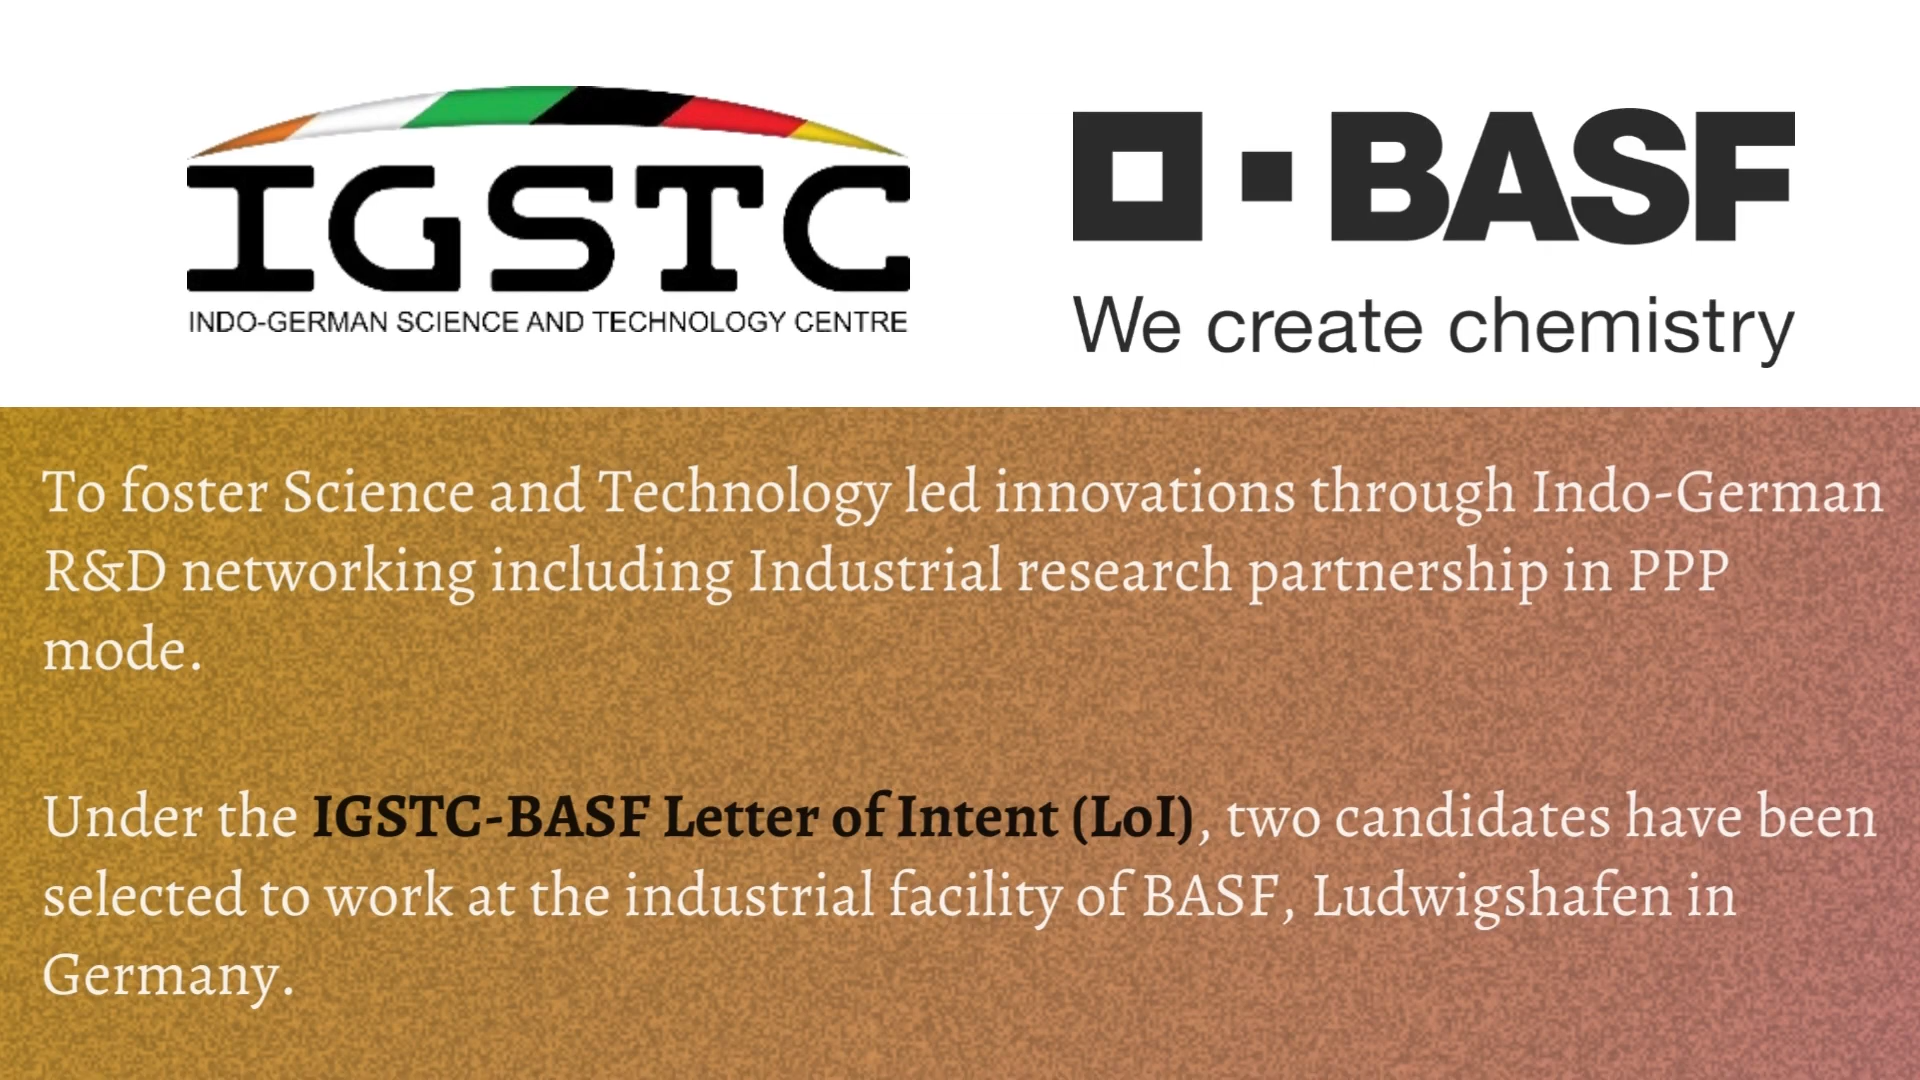 IGSTC
INDO-GERMAN SCIENCE AND TECHNOLOGY CENTRE
BASF
We create chemistry
To foster Science and Technology led innovations through Indo-German
R&D networking including Industrial research partnership in PPP
mode.
Under the IGSTC-BASF Letter of Intent (LoI), two candidates have been
selected to work at the industrial facility of BASF, Ludwigshafen in
Germany.